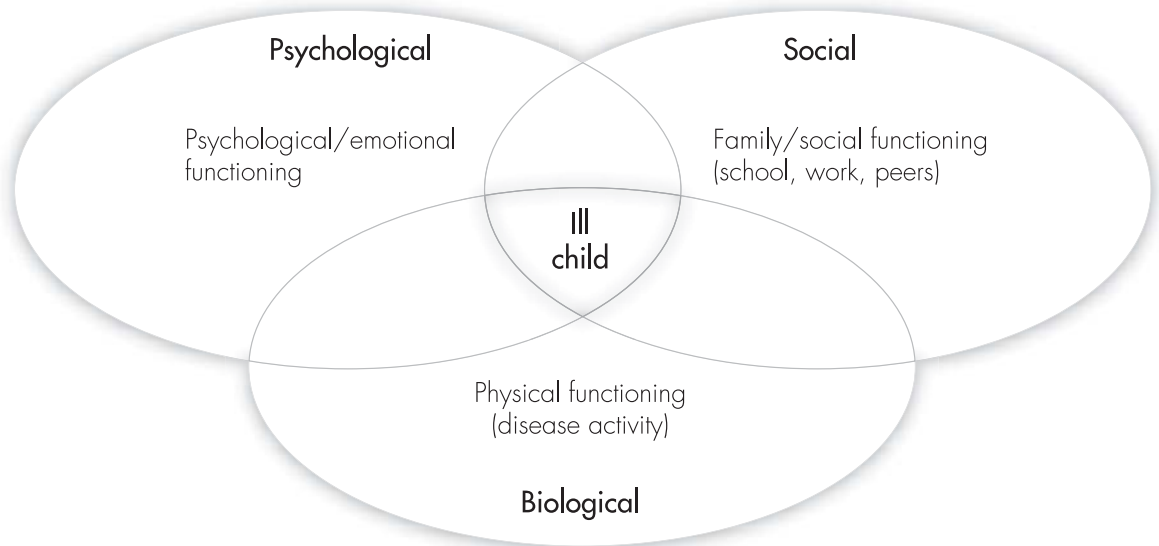 Psychological
Social
Psychological/emotional
functioning
Family/social functioning
(school, work, peers)
Ill
child
Physical functioning
(disease activity)
Biological